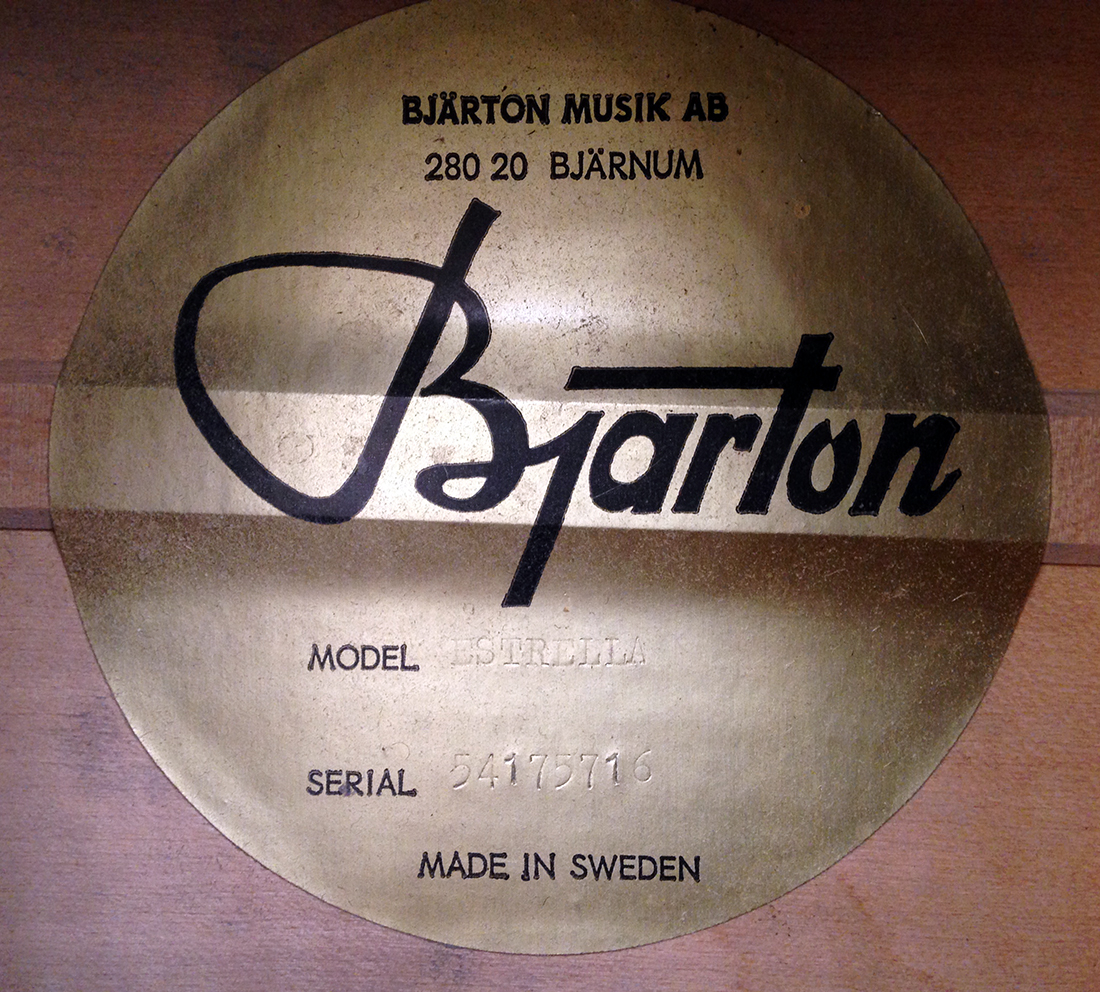 BJÄRTON MUSIK AB
280 20 BJÄRNUM
Bjarton
MODEL ESTRELLA
SERIAL 54175716
MADE IN SWEDEN